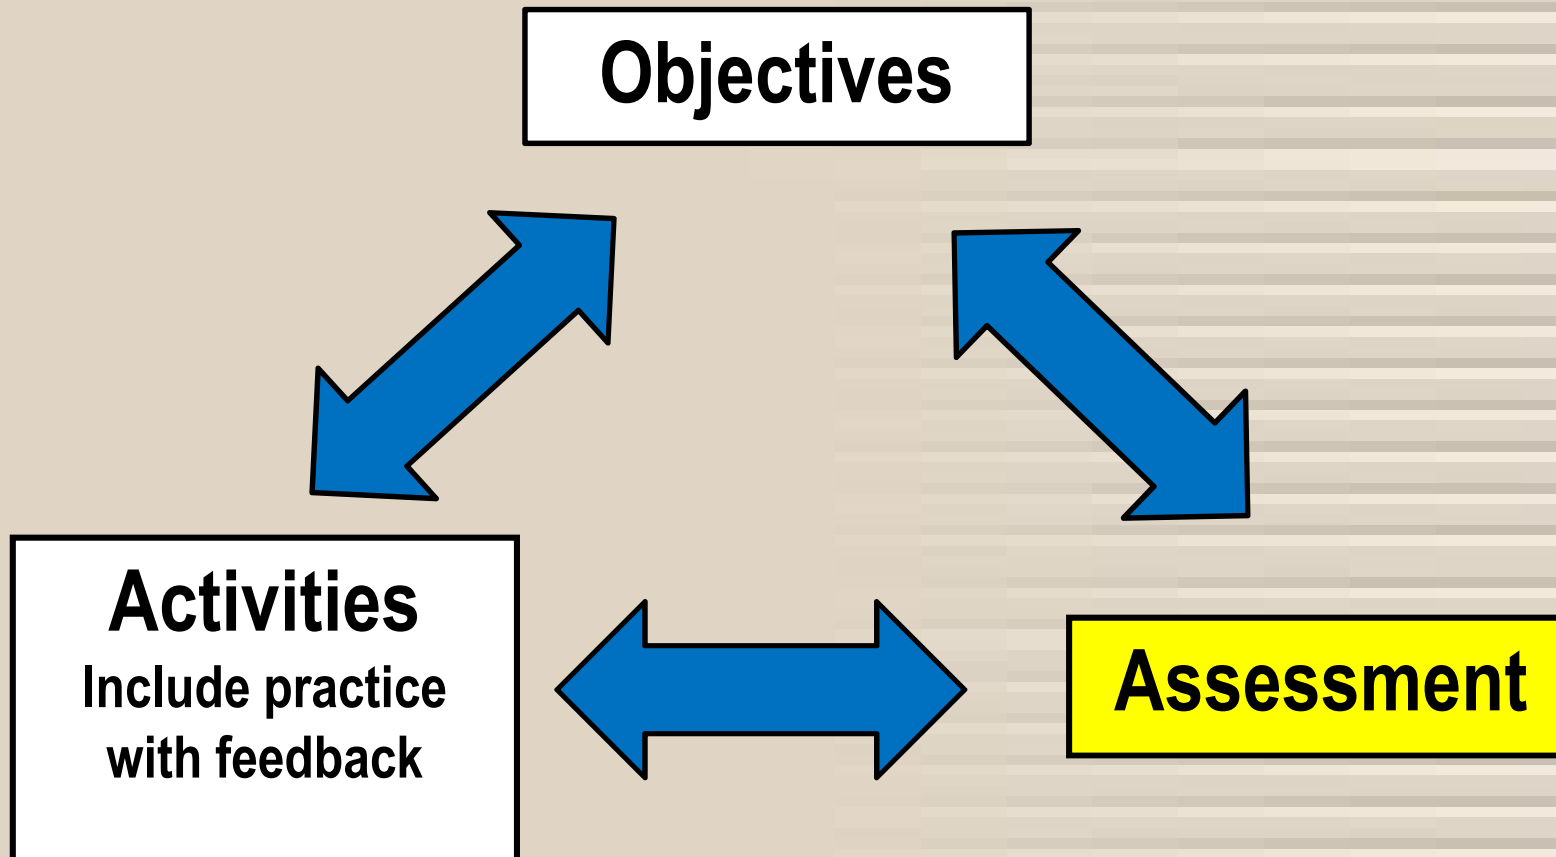 Objectives
Activities
Include practice
with feedback
Assessment